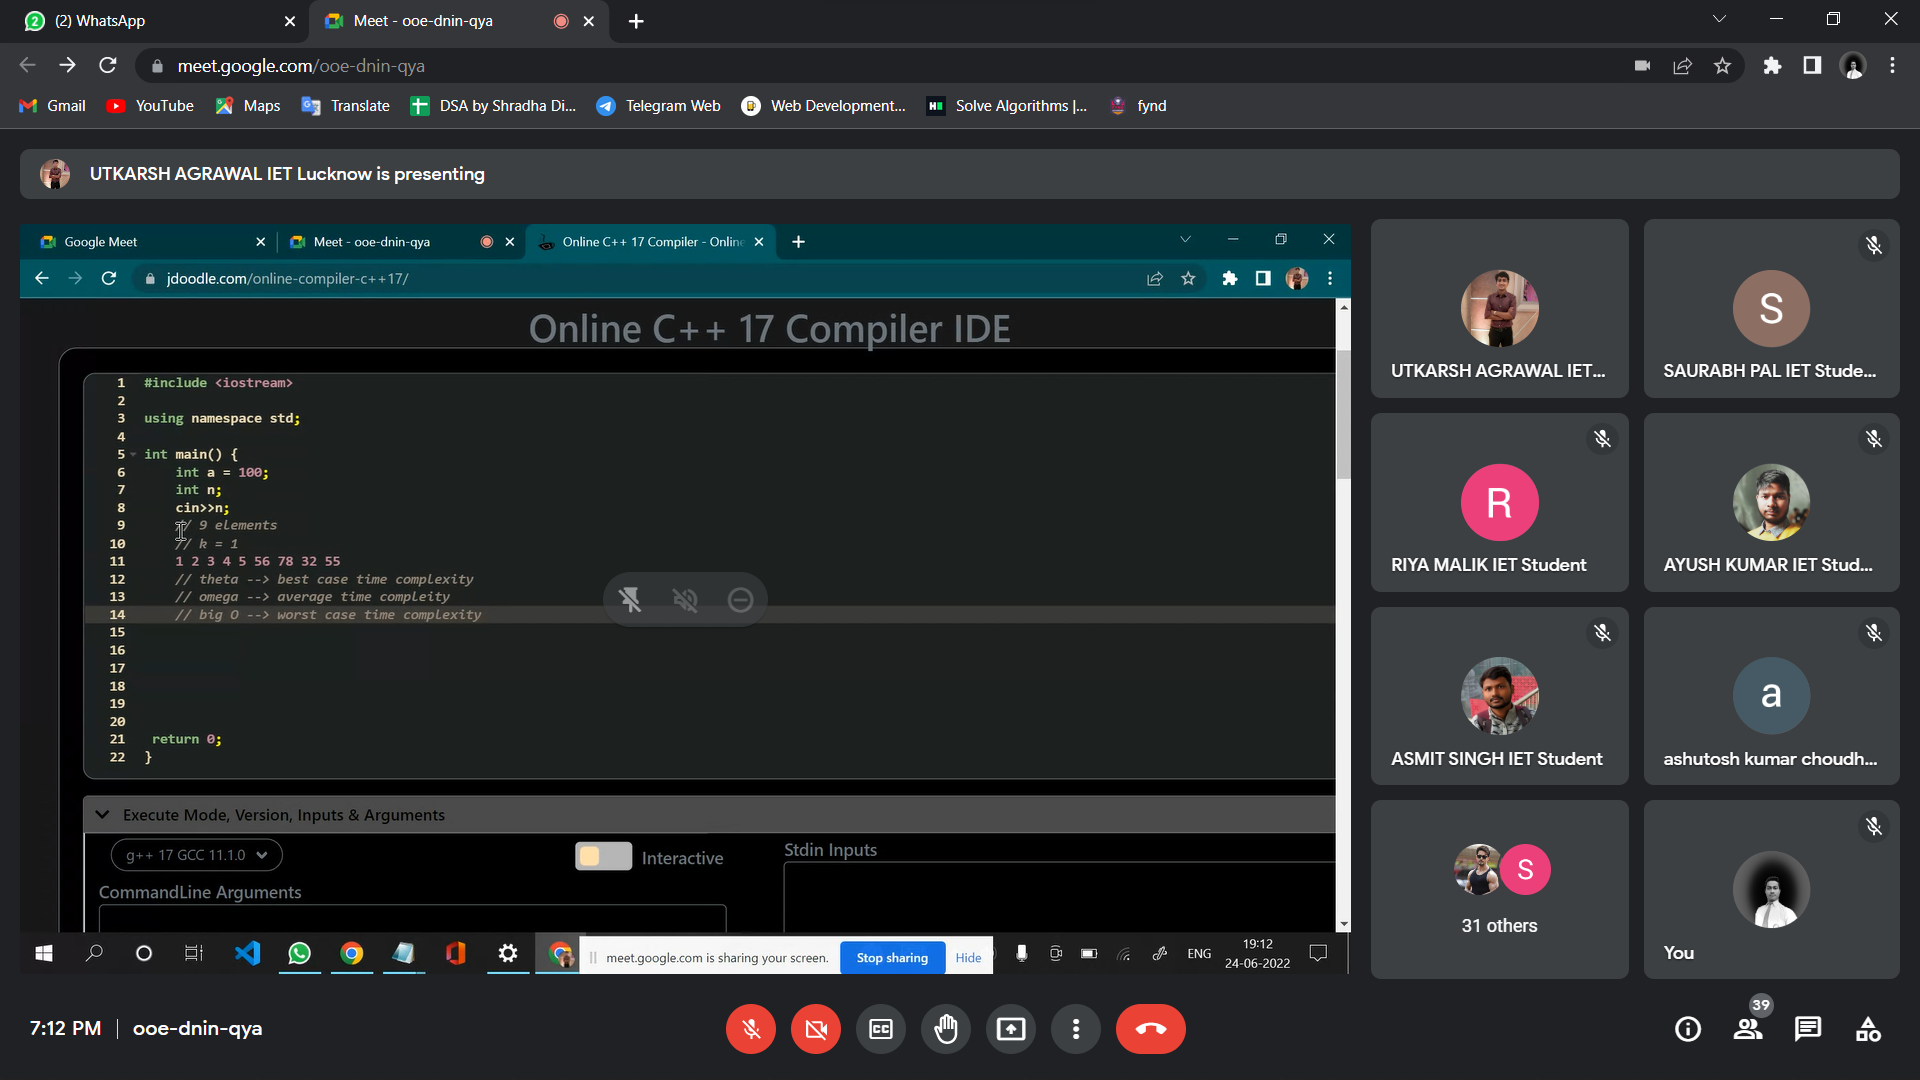 (2) WhatsApp
Meet - ooe-dnin-qya
meet.google.com/ooe-dnin-qya
Gmail
YouTube
Maps
Translate
DSA by Shradha Di...
Telegram Web
Web Development...
Solve Algorithms |...
fynd
UTKARSH AGRAWAL IET Lucknow is presenting
Google Meet
Meet - ooe-dnin-qya
Online C++ 17 Compiler - Online
jdoodle.com/online-compiler-c++17/
Online C++ 17 Compiler IDE
1 #include <iostream>
2
3 using namespace std;
4
5 int main() {
6 int a = 100;
7 int n;
8 cin>>n;
9 // 9 elements
10 // k = 1
11 1 2 3 4 5 56 78 32 55
12 // theta --> best case time complexity
13 // omega --> average time compleity
14 // big O --> worst case time complexity
15
16
17
18
19
20
21 return 0;
22 }
Execute Mode, Version, Inputs & Arguments
g++ 17 GCC 11.1.0
Interactive
Stdin Inputs
CommandLine Arguments
meet.google.com is sharing your screen.
Stop sharing
Hide
ENG
19:12
24-06-2022
UTKARSH AGRAWAL IET...
S
SAURABH PAL IET Stude...
R
RIYA MALIK IET Student
AYUSH KUMAR IET Stud...
ASMIT SINGH IET Student
a
ashutosh kumar choudh...
S
31 others
You
7:12 PM
ooe-dnin-qya
CC
39